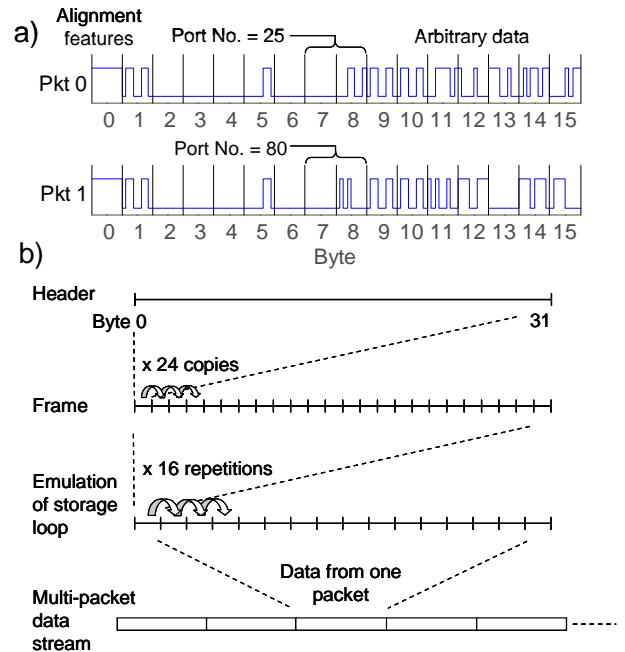 a)
Alignment
features
Port No. = 25
Arbitrary data
Pkt 0
0 1 2 3 4 5 6 7 8 9 10 11 12 13 14 15
Port No. = 80
Pkt 1
0 1 2 3 4 5 6 7 8 9 10 11 12 13 14 15
Byte
b)
Header
Byte 0
31
x 24 copies
Frame
x 16 repetitions
Emulation
of storage
loop
Data from one
packet
Multi-packet
data
stream